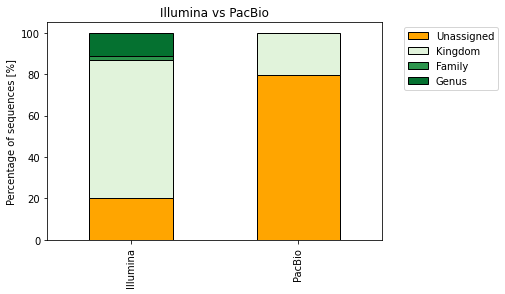 Illumina vs PacBio
Percentage of sequences [%]
100
80
60
40
20
0
Illumina
PacBio
Unassigned
Kingdom
Family
Genus